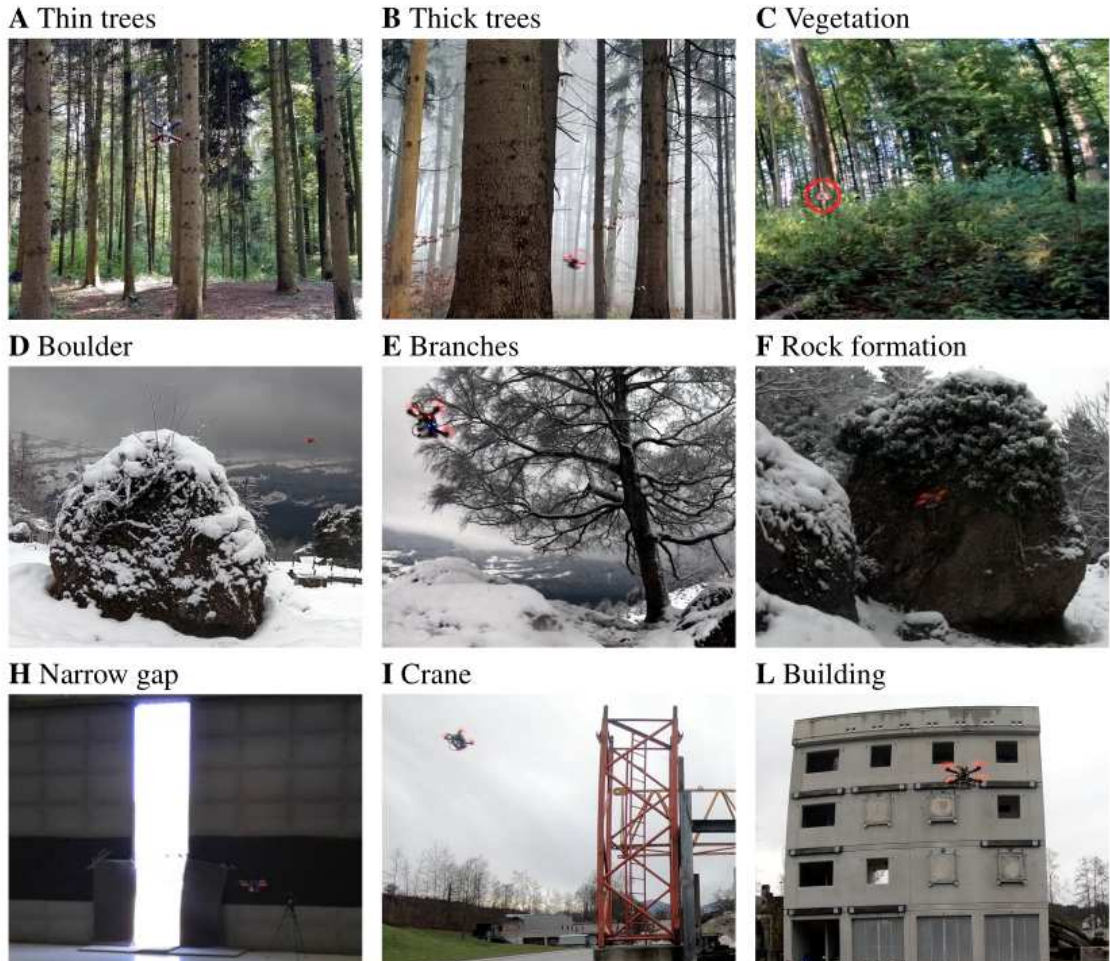 A Thin trees
B Thick trees
C Vegetation
D Boulder
E Branches
F Rock formation
H Narrow gap
I Crane
L Building